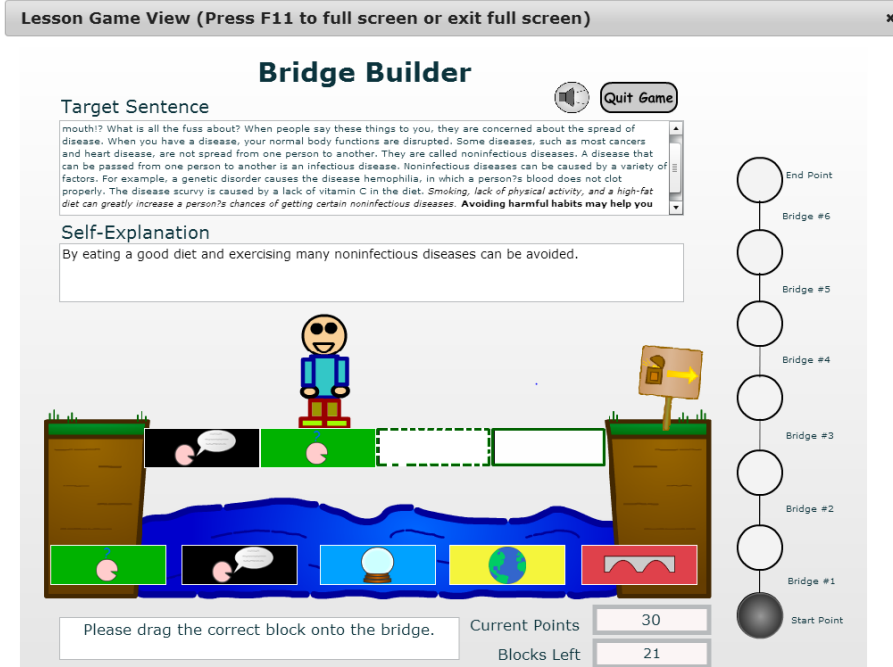 Lesson Game View (Press F11 to full screen or exit full screen)
Bridge Builder
Quit Game
Target Sentence
mouth!? What is all the fuss about? When people say these things to you, they are concerned about the spread of
disease. When you have a disease, your normal body functions are disrupted. Some diseases, such as most cancers
and heart disease, are not spread from one person to another. They are called noninfectious diseases. A disease that
can be passed from one person to another is an infectious disease. Noninfectious diseases can be caused by a variety of
factors. For example, a genetic disorder causes the disease hemophilia, in which a person?s blood does not clot
properly. The disease scurvy is caused by a lack of vitamin C in the diet. Smoking, lack of physical activity, and a high-fat
diet can greatly increase a person?s chances of getting certain noninfectious diseases. Avoiding harmful habits may help you
Self-Explanation
By eating a good diet and exercising many noninfectious diseases can be avoided.
End Point
Bridge #6
Bridge #5
Bridge #4
Bridge #3
Bridge #2
Bridge #1
Start Point
Please drag the correct block onto the bridge.
Current Points
30
Blocks Left
21